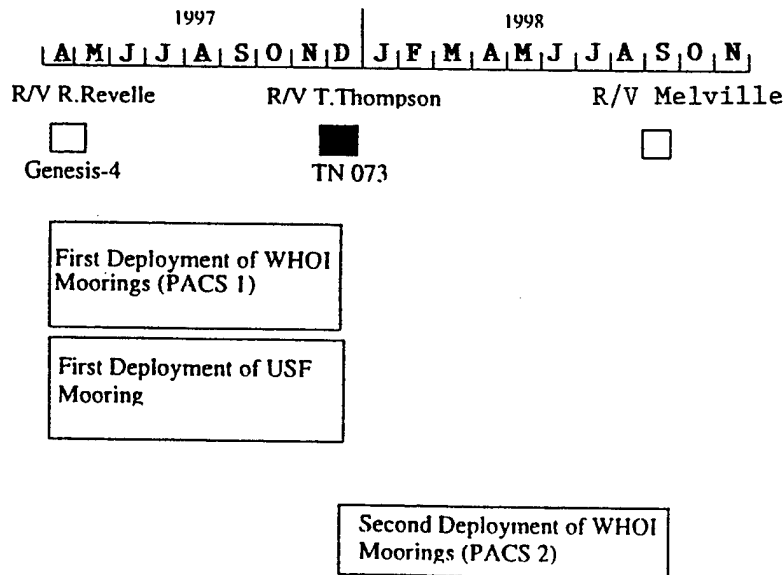 1997 1998
A M J J A S O N D J F M A M J J A S O N
R/V R.Revelle R/V T.Thompson R/V Melville
Genesis-4 TN 073
First Deployment of WHOI
Moorings (PACS 1)
First Deployment of USF
Mooring
Second Deployment of WHOI
Moorings (PACS 2)